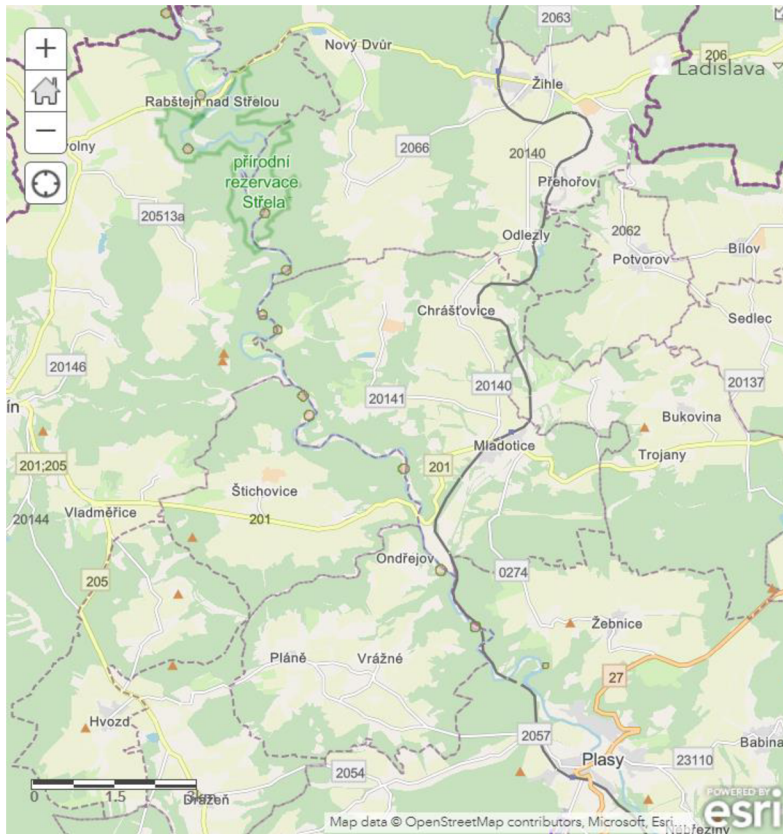 2063
Nový Dvůr
206
Ladislava
Žihle
Rabštejn nad Střelou
volny
2066
20140
přírodní
rezervace
Střela
Přehořov
20513a
2062
Odlezly
Bílov
Potvorov
Chrášťovice
Sedlec
20146
20140
20137
20141
ín
Bukovina
201;205
201
Mladotice
Trojany
Štichovice
Vladměřice
20144
201
Ondřejov
205
0274
Žebnice
Pláně
Vrážné
27
Hvozd
2057
Babina
Plasy
23110
2054
0 1.5
Dražeň
POWERED BY
esri
Map data © OpenStreetMap contributors, Microsoft, Esri...
Nebřeziny